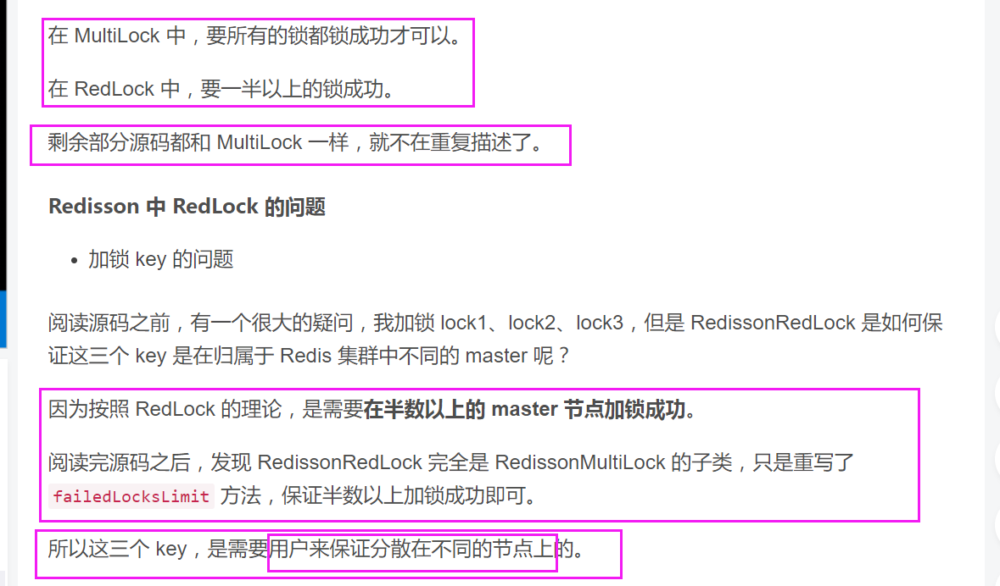 在 MultiLock 中，要所有的锁都锁成功才可以。
在 RedLock 中，要一半以上的锁成功。
剩余部分源码都和 MultiLock 一样，就不在重复描述了。
Redisson 中 RedLock 的问题
• 加锁 key 的问题
阅读源码之前，有一个很大的疑问，我加锁 lock1、lock2、lock3，但是 RedissonRedLock 是如何保
证这三个 key 是在归属于 Redis 集群中不同的 master 呢？
因为按照 RedLock 的理论，是需要在半数以上的 master 节点加锁成功。
阅读完源码之后，发现 RedissonRedLock 完全是 RedissonMultiLock 的子类，只是重写了
failedLocksLimit 方法，保证半数以上加锁成功即可。
所以这三个 key，是需要用户来保证分散在不同的节点上的。